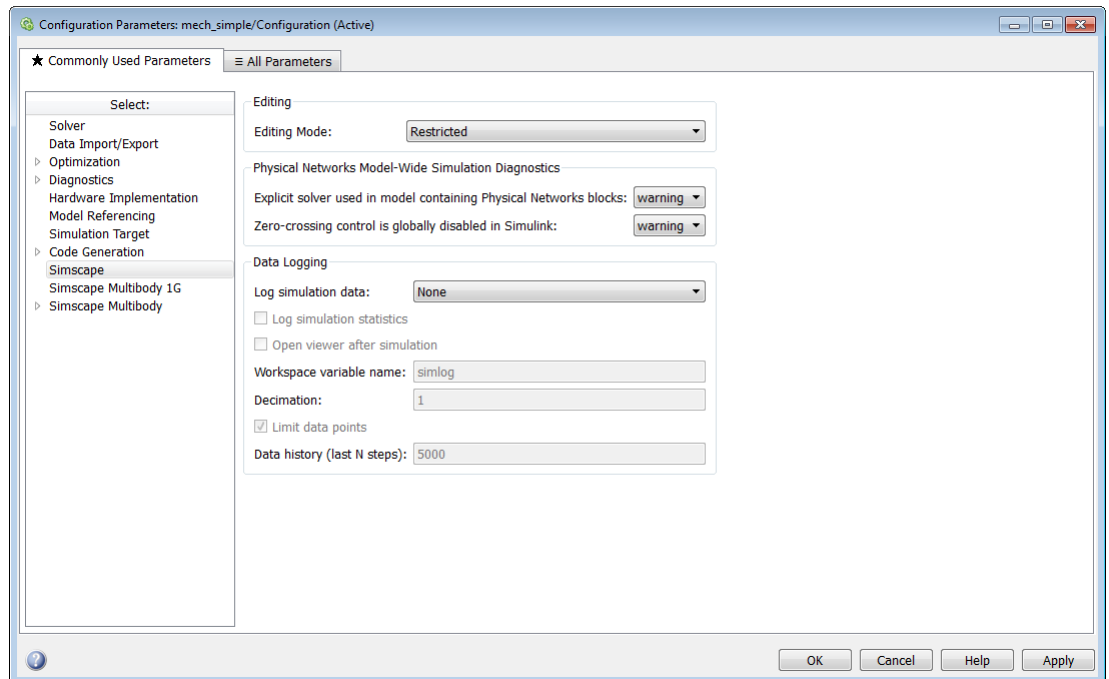 Configuration Parameters: mech_simple/Configuration (Active)
★ Commonly Used Parameters
≡ All Parameters
Select:
Solver
Data Import/Export
Optimization
Diagnostics
Hardware Implementation
Model Referencing
Simulation Target
Code Generation
Simscape
Simscape Multibody 1G
Simscape Multibody
Editing
Editing Mode: Restricted
Physical Networks Model-Wide Simulation Diagnostics
Explicit solver used in model containing Physical Networks blocks: warning
Zero-crossing control is globally disabled in Simulink: warning
Data Logging
Log simulation data: None
Log simulation statistics
Open viewer after simulation
Workspace variable name: simlog
Decimation: 1
Limit data points
Data history (last N steps): 5000
? OK Cancel Help Apply